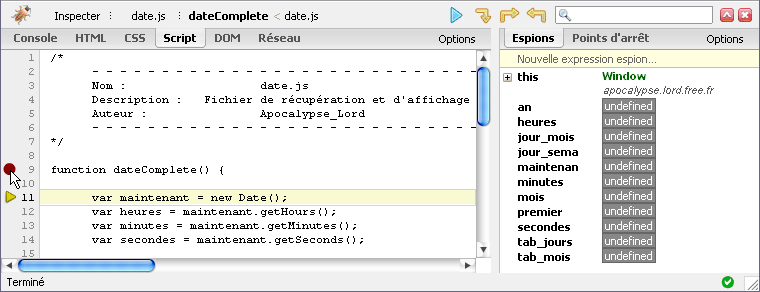 Inspecter date.js dateComplete < date.js
Console HTML CSS Script DOM Réseau Options
Espions Points d'arrêt Options
1 /*
2 - - - - - - - - - - - - - - - - - - - - - - - - - - - -
3 Nom : date.js
4 Description : Fichier de récupération et d'affichage
5 Auteur : Apocalypse_Lord
6 - - - - - - - - - - - - - - - - - - - - - - - - - - - -
7 */
8
9 function dateComplete() {
10
11 var maintenant = new Date();
12 var heures = maintenant.getHours();
13 var minutes = maintenant.getMinutes();
14 var secondes = maintenant.getSeconds();
15
Nouvelle expression espion...
this Window
apocalypse.lord.free.fr
an undefined
heures undefined
jour_mois undefined
jour_sema undefined
maintenan undefined
minutes undefined
mois undefined
premier undefined
secondes undefined
tab_jours undefined
tab_mois undefined
Terminé